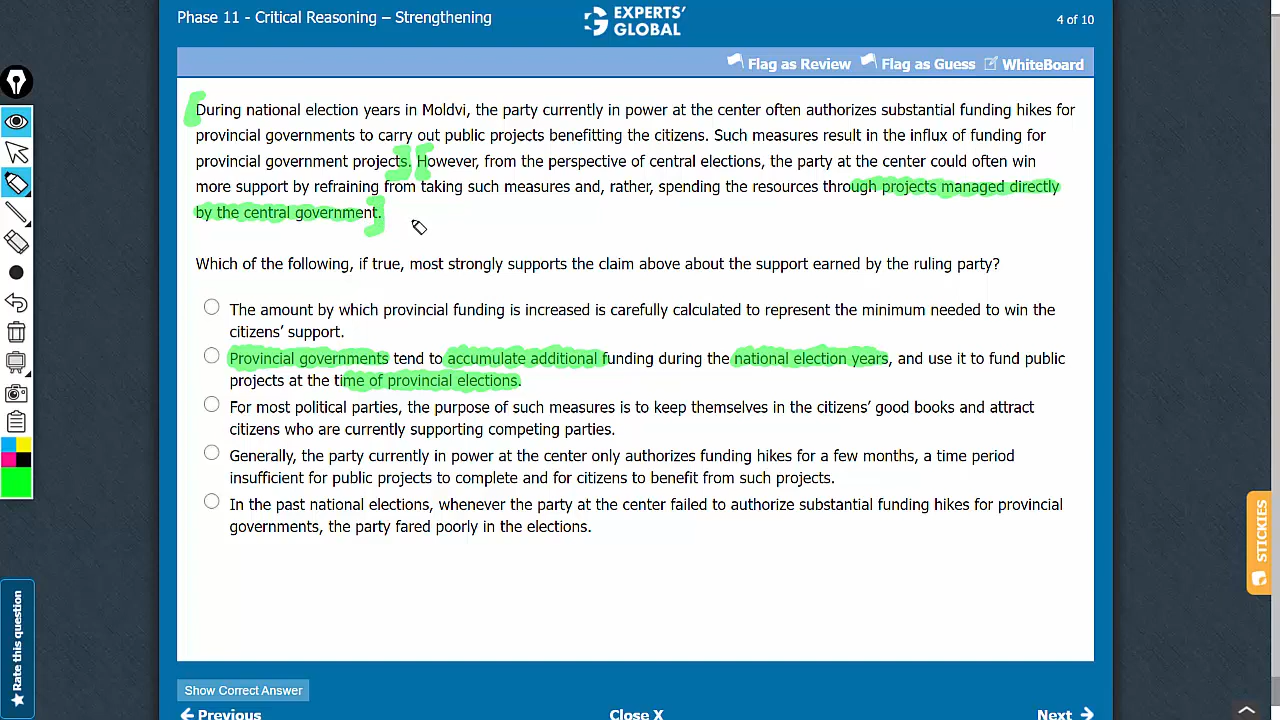 Phase 11 - Critical Reasoning – Strengthening
EXPERTS'
GLOBAL
4 of 10
Flag as Review
Flag as Guess
WhiteBoard
During national election years in Moldvi, the party currently in power at the center often authorizes substantial funding hikes for
provincial governments to carry out public projects benefitting the citizens. Such measures result in the influx of funding for
provincial government projects. However, from the perspective of central elections, the party at the center could often win
more support by refraining from taking such measures and, rather, spending the resources through projects managed directly
by the central government.
Which of the following, if true, most strongly supports the claim above about the support earned by the ruling party?
The amount by which provincial funding is increased is carefully calculated to represent the minimum needed to win the
citizens’ support.
Provincial governments tend to accumulate additional funding during the national election years, and use it to fund public
projects at the time of provincial elections.
For most political parties, the purpose of such measures is to keep themselves in the citizens’ good books and attract
citizens who are currently supporting competing parties.
Generally, the party currently in power at the center only authorizes funding hikes for a few months, a time period
insufficient for public projects to complete and for citizens to benefit from such projects.
In the past national elections, whenever the party at the center failed to authorize substantial funding hikes for provincial
governments, the party fared poorly in the elections.
STICKIES
Rate this question
Show Correct Answer
Previous
Close X
Next